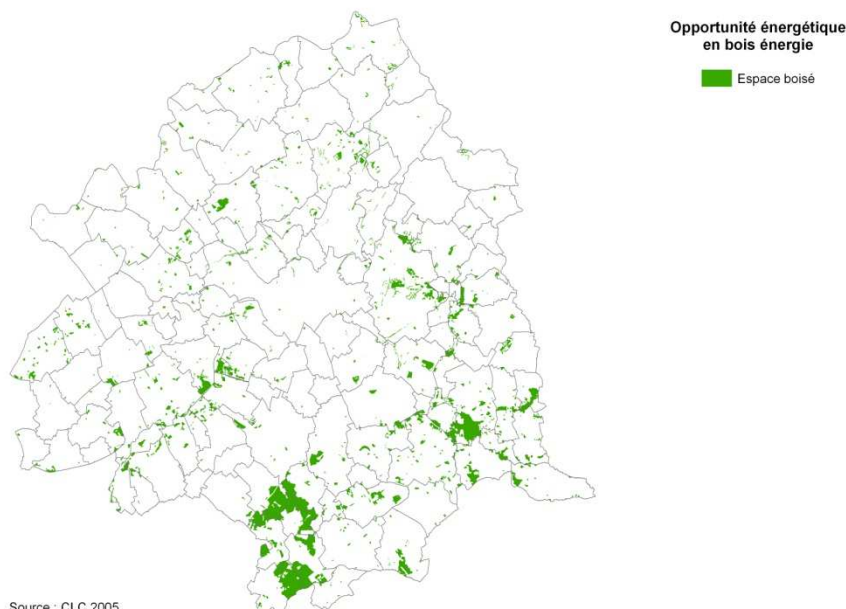 Opportunité énergétique
en bois énergie
Espace boisé
Source : CLC 2005